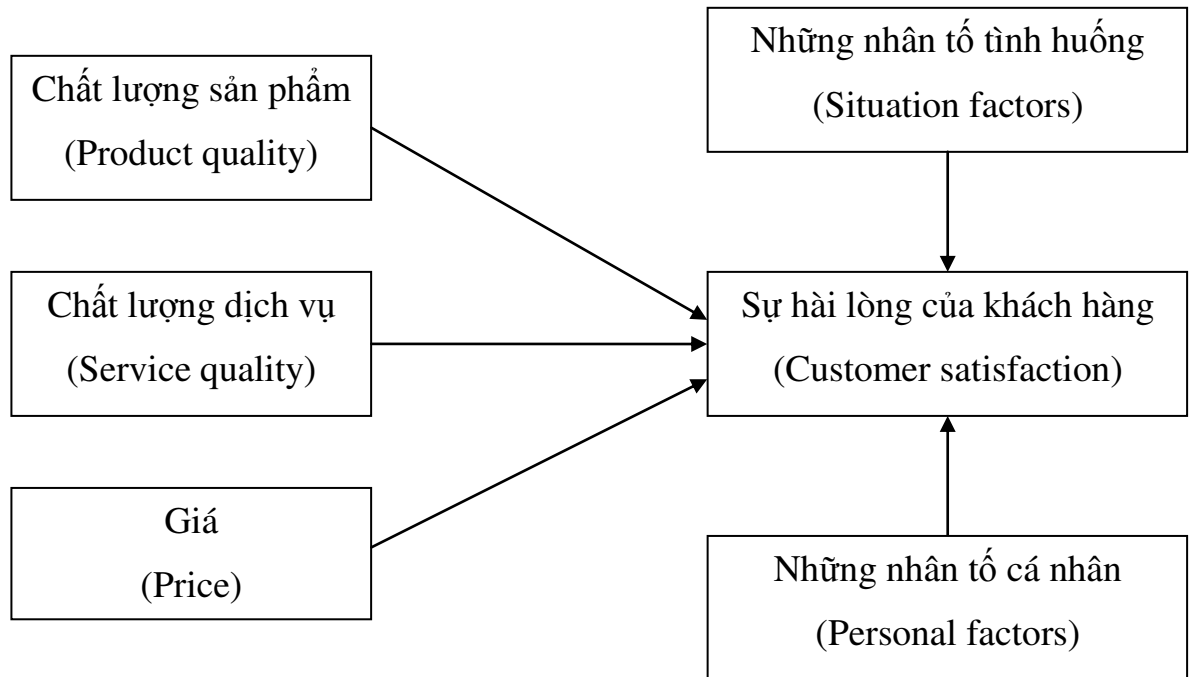 Những nhân tố tình huống
(Situation factors)
Chất lượng sản phẩm
(Product quality)
Chất lượng dịch vụ
(Service quality)
Sự hài lòng của khách hàng
(Customer satisfaction)
Giá
(Price)
Những nhân tố cá nhân
(Personal factors)